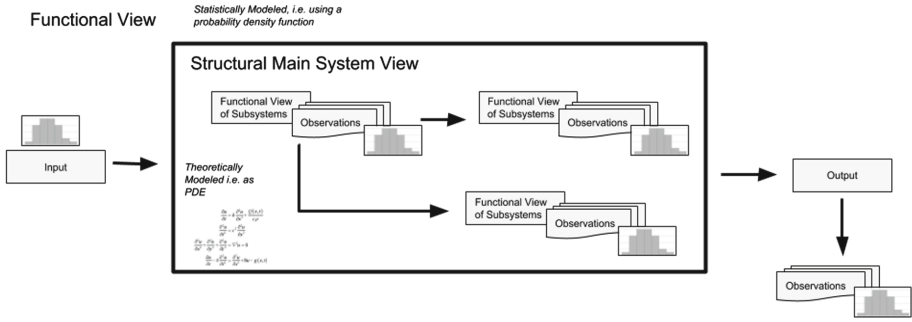 Functional View
Statistically Modeled, i.e. using a
probability density function
Structural Main System View
Functional View
of Subsystems
Observations
Functional View
of Subsystems
Observations
Input
Theoretically
Modeled i.e. as
PDE
Functional View
of Subsystems
Observations
Output
Observations